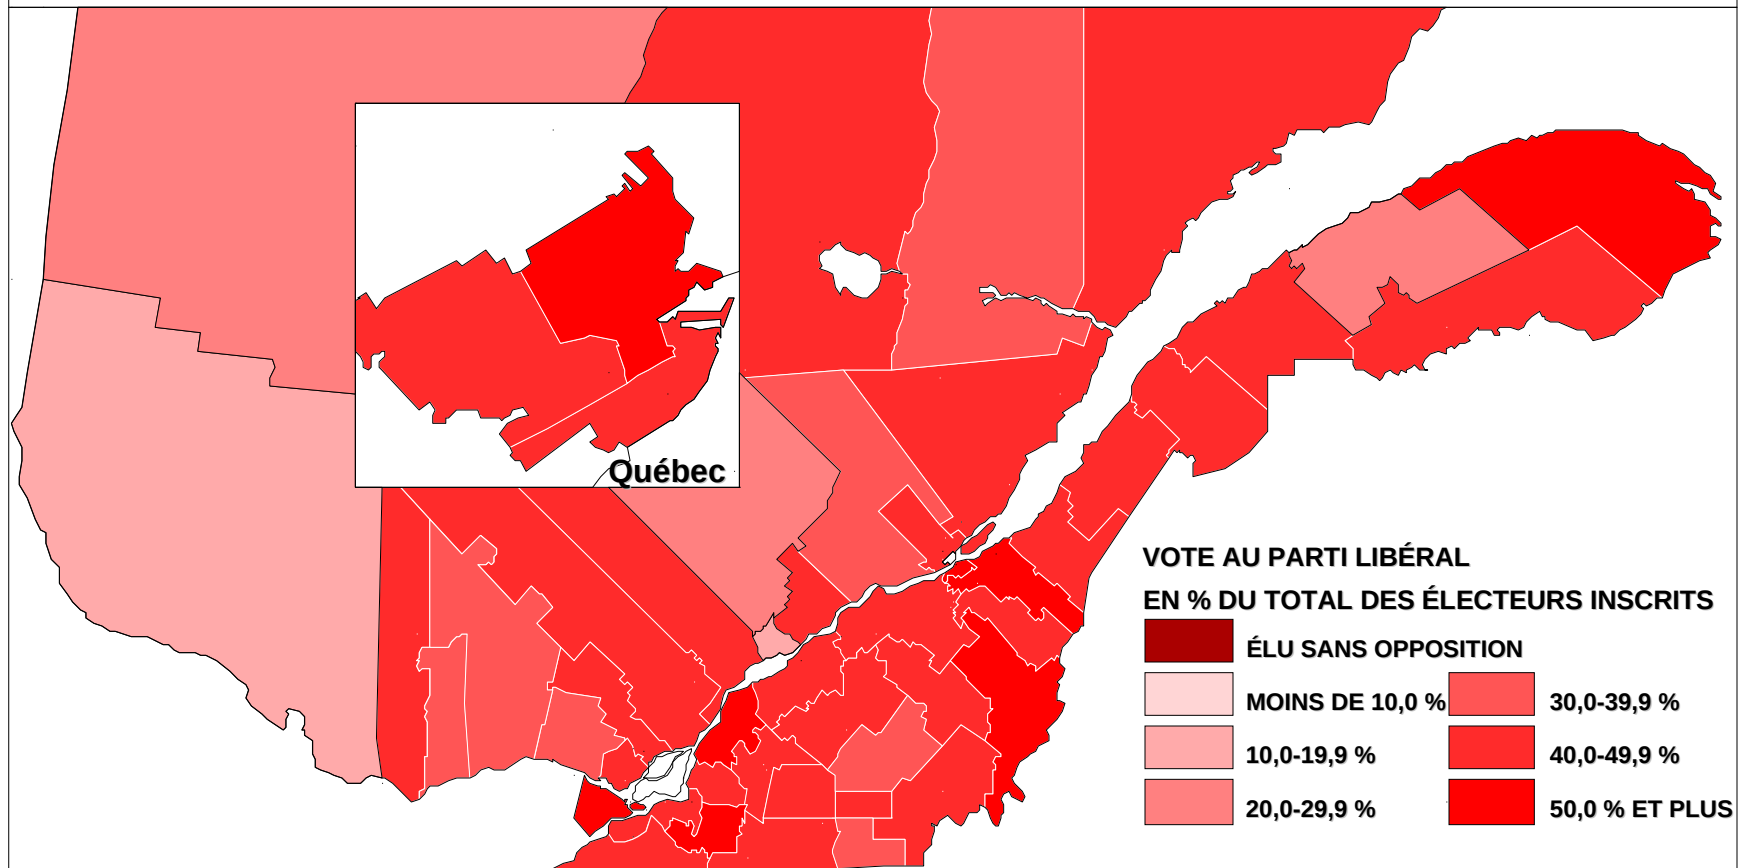 Québec
VOTE AU PARTI LIBÉRAL
EN % DU TOTAL DES ÉLECTEURS INSCRITS
ÉLU SANS OPPOSITION
MOINS DE 10,0 %
30,0-39,9 %
10,0-19,9 %
40,0-49,9 %
20,0-29,9 %
50,0 % ET PLUS